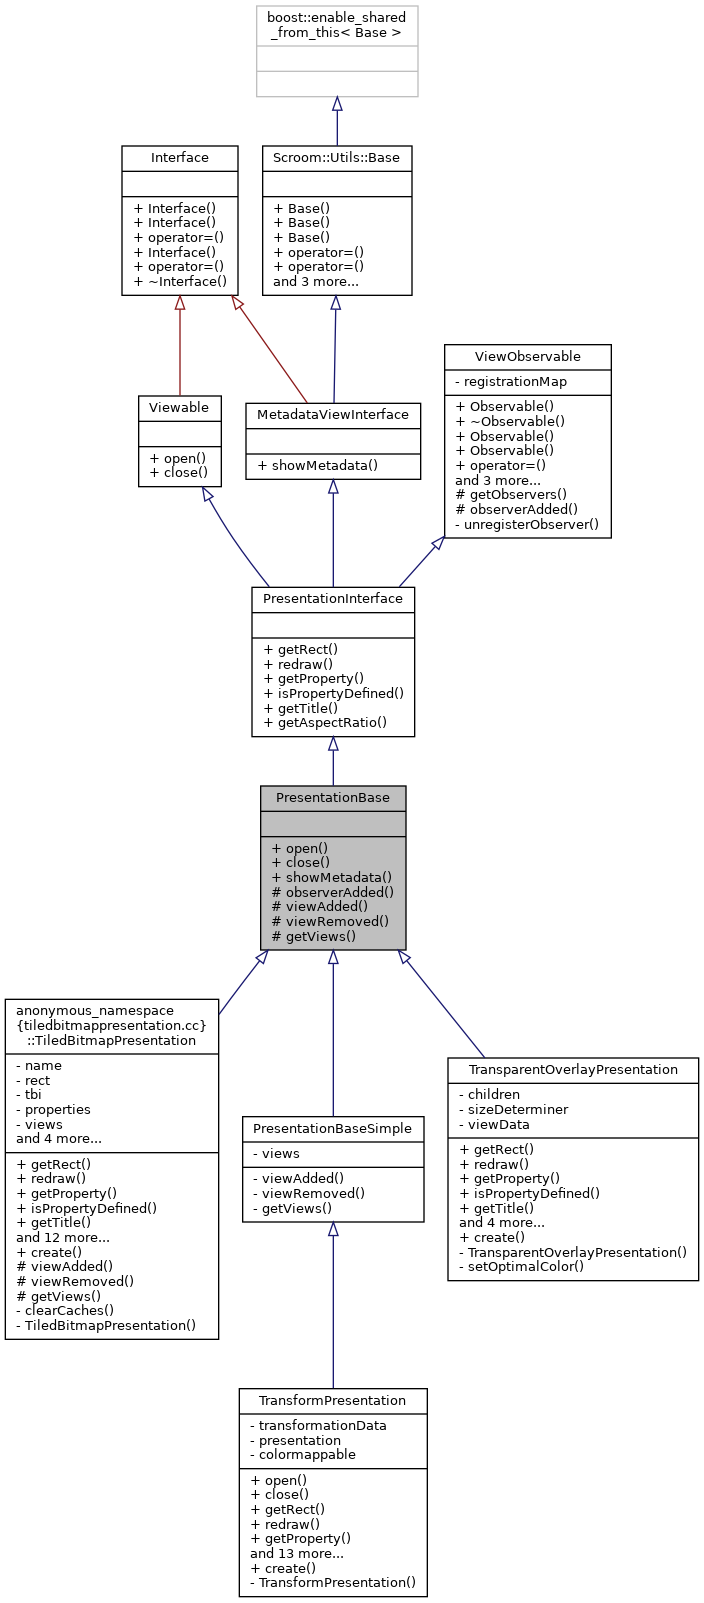 boost::enable_shared
_from_this< Base >
Interface
+ Interface()
+ Interface()
+ operator=()
+ Interface()
+ operator=()
+ ~Interface()
Scroom::Utils::Base
+ Base()
+ Base()
+ Base()
+ operator=()
+ operator=()
and 3 more...
ViewObservable
- registrationMap
+ Observable()
+ ~Observable()
+ Observable()
+ Observable()
+ operator=()
and 3 more...
# getObservers()
# observerAdded()
- unregisterObserver()
Viewable
+ open()
+ close()
MetadataViewInterface
+ showMetadata()
PresentationInterface
+ getRect()
+ redraw()
+ getProperty()
+ isPropertyDefined()
+ getTitle()
+ getAspectRatio()
PresentationBase
+ open()
+ close()
+ showMetadata()
# observerAdded()
# viewAdded()
# viewRemoved()
# getViews()
anonymous_namespace
{tiledbitmappresentation.cc}
::TiledBitmapPresentation
- name
- rect
- tbi
- properties
- views
and 4 more...
+ getRect()
+ redraw()
+ getProperty()
+ isPropertyDefined()
+ getTitle()
and 12 more...
+ create()
# viewAdded()
# viewRemoved()
# getViews()
- clearCaches()
- TiledBitmapPresentation()
PresentationBaseSimple
- views
- viewAdded()
- viewRemoved()
- getViews()
TransparentOverlayPresentation
- children
- sizeDeterminer
- viewData
+ getRect()
+ redraw()
+ getProperty()
+ isPropertyDefined()
+ getTitle()
and 4 more...
+ create()
- TransparentOverlayPresentation()
- setOptimalColor()
TransformPresentation
- transformationData
- presentation
- colormappable
+ open()
+ close()
+ getRect()
+ redraw()
+ getProperty()
and 13 more...
+ create()
- TransformPresentation()